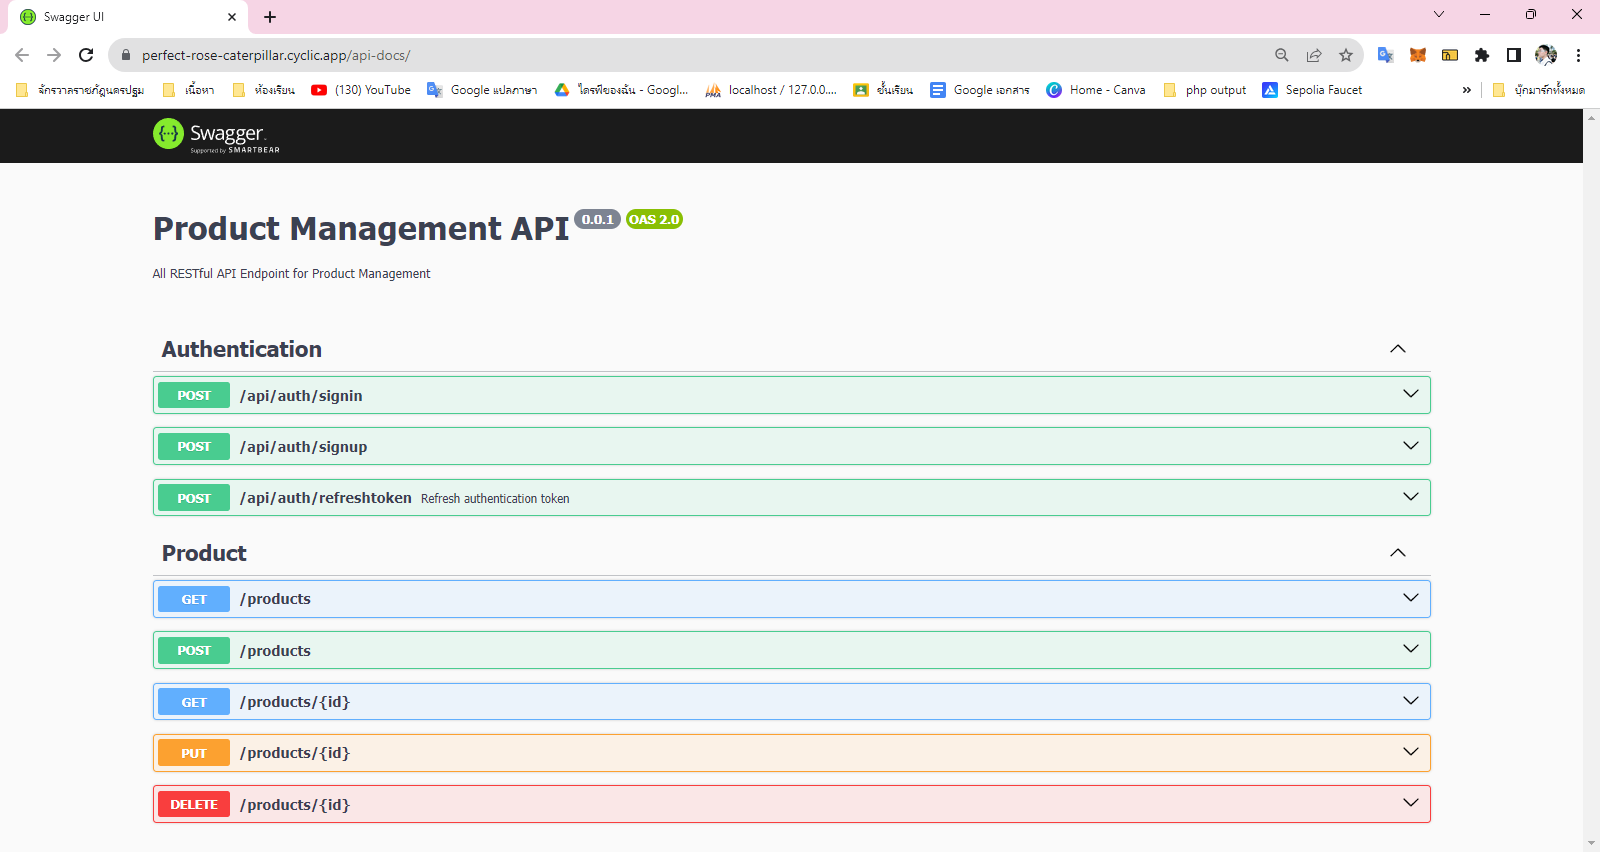 Swagger UI
perfect-rose-caterpillar.cyclic.app/api-docs/
จักรวาลราชภัฏนครปฐม เนื้อหา ห้องเรียน (130) YouTube Google แปลภาษา ไดรฟ์ของฉัน - Googl... localhost / 127.0.0.... ชั้นเรียน Google เอกสาร Home - Canva php output Sepolia Faucet » บุ๊กมาร์กทั้งหมด
Swagger.
Supported by SMARTBEAR
Product Management API 0.0.1 OAS 2.0
All RESTful API Endpoint for Product Management
Authentication
POST /api/auth/signin
POST /api/auth/signup
POST /api/auth/refreshtoken Refresh authentication token
Product
GET /products
POST /products
GET /products/{id}
PUT /products/{id}
DELETE /products/{id}